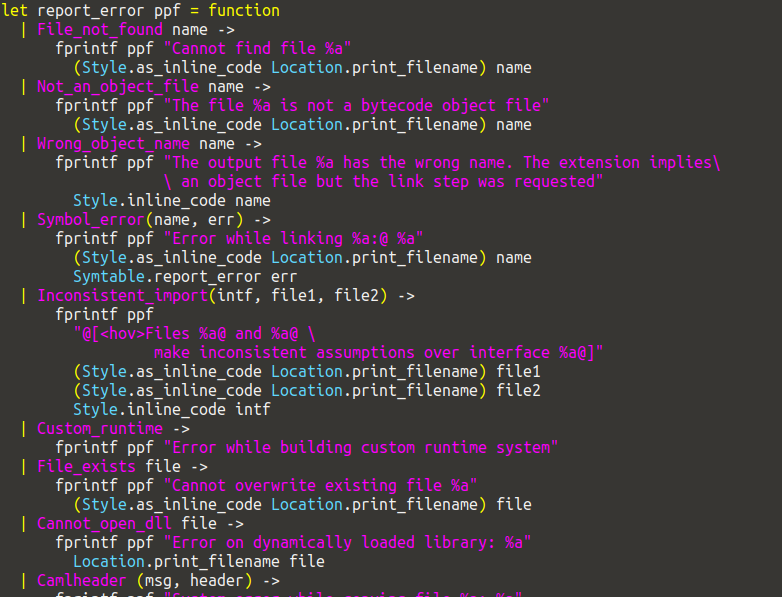 let report_error ppf = function
  | File_not_found name ->
      fprintf ppf "Cannot find file %a"
        (Style.as_inline_code Location.print_filename) name
  | Not_an_object_file name ->
      fprintf ppf "The file %a is not a bytecode object file"
        (Style.as_inline_code Location.print_filename) name
  | Wrong_object_name name ->
      fprintf ppf "The output file %a has the wrong name. The extension implies\
                  \ an object file but the link step was requested"
        Style.inline_code name
  | Symbol_error(name, err) ->
      fprintf ppf "Error while linking %a:@ %a"
        (Style.as_inline_code Location.print_filename) name
        Symtable.report_error err
  | Inconsistent_import(intf, file1, file2) ->
      fprintf ppf
        "@[<hov>Files %a@ and %a@ \
                 make inconsistent assumptions over interface %a@]"
        (Style.as_inline_code Location.print_filename) file1
        (Style.as_inline_code Location.print_filename) file2
        Style.inline_code intf
  | Custom_runtime ->
      fprintf ppf "Error while building custom runtime system"
  | File_exists file ->
      fprintf ppf "Cannot overwrite existing file %a"
        (Style.as_inline_code Location.print_filename) file
  | Cannot_open_dll file ->
      fprintf ppf "Error on dynamically loaded library: %a"
        Location.print_filename file
  | Camlheader (msg, header) ->